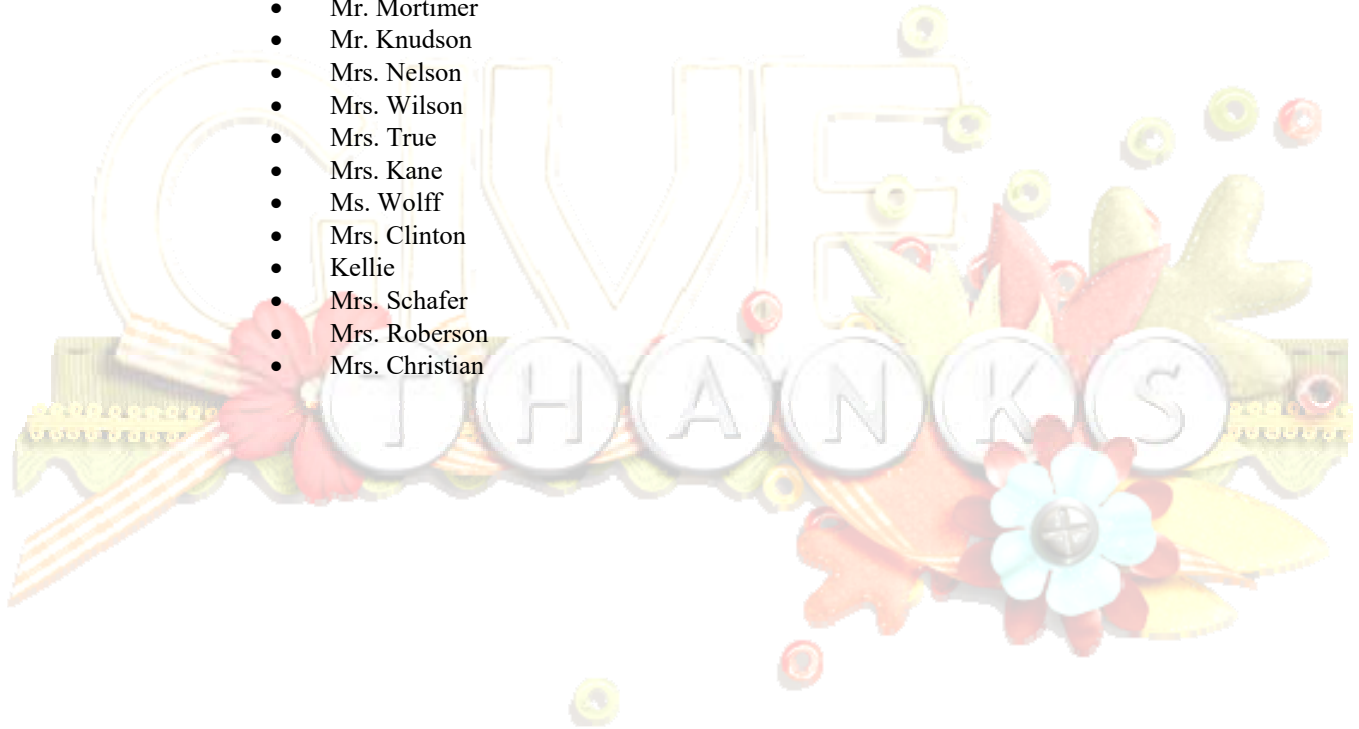 • Mr. Mortimer
• Mr. Knudson
• Mrs. Nelson
• Mrs. Wilson
• Mrs. True
• Mrs. Kane
• Ms. Wolff
• Mrs. Clinton
• Kellie
• Mrs. Schafer
• Mrs. Roberson
• Mrs. Christian
GIVE
THANKS